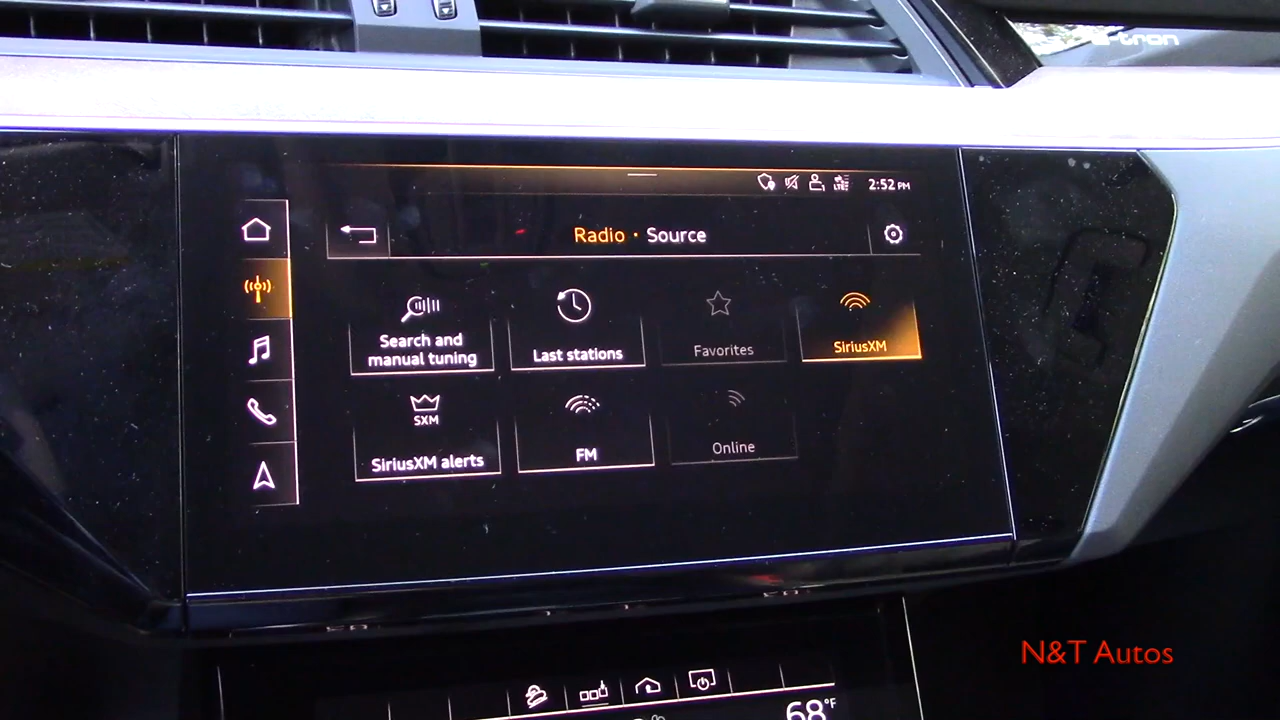 e-tron
LTE
2:52 PM
Radio · Source
Search and
manual tuning
Last stations
Favorites
SiriusXM
SXM
SiriusXM alerts
FM
Online
N&T Autos
68°F